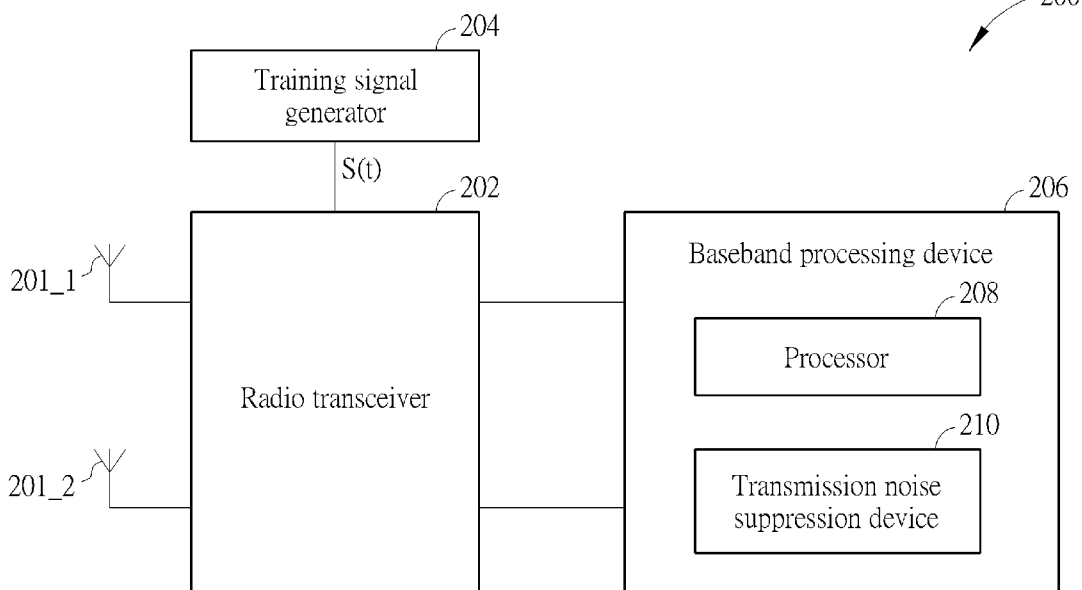 200
204
Training signal
generator
S(t)
202
206
201_1
Baseband processing device
208
Processor
Radio transceiver
210
201_2
Transmission noise
suppression device